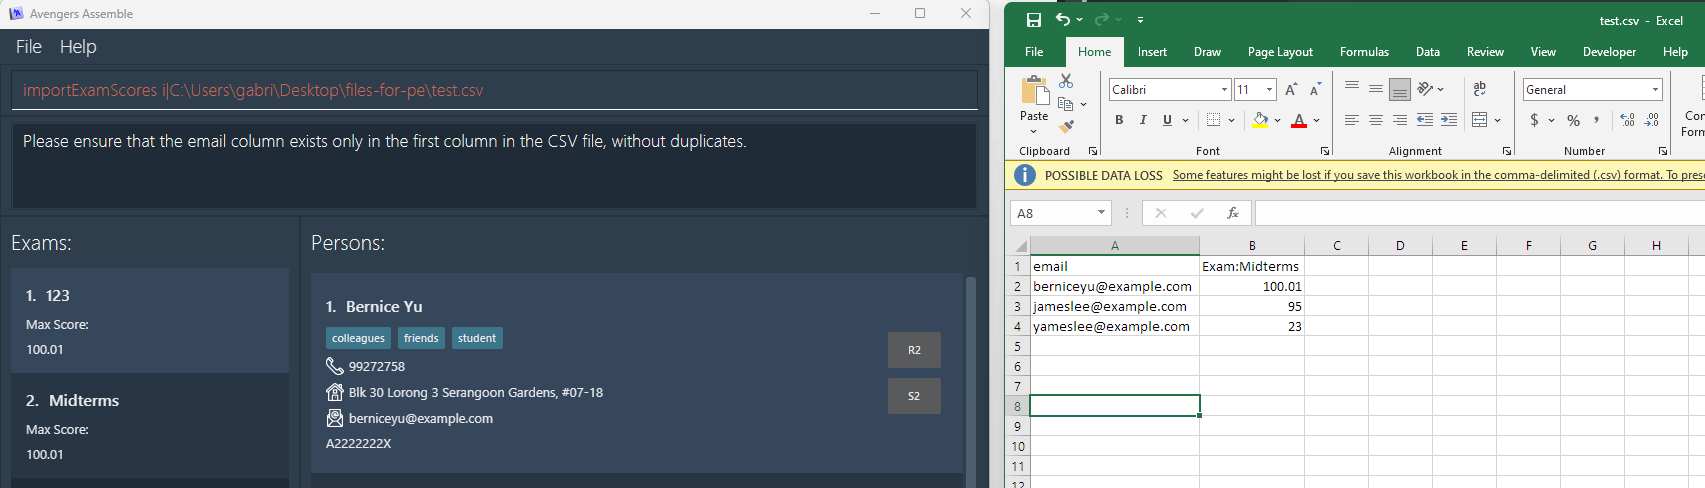 Avengers Assemble
File Help
importExamScores i|C:\Users\gabri\Desktop\files-for-pe\test.csv
Please ensure that the email column exists only in the first column in the CSV file, without duplicates.
Exams:
1. 123
Max Score:
100.01
2. Midterms
Max Score:
100.01
Persons:
1. Bernice Yu
colleagues friends student
99272758
Blk 30 Lorong 3 Serangoon Gardens, #07-18
berniceyu@example.com
A2222222X
R2
S2
test.csv - Excel
File Home Insert Draw Page Layout Formulas Data Review View Developer Help
Paste
Calibri 11 A A
B I U A
ab
General
$ % ,
Con
Form
Clipboard Font Alignment Number
POSSIBLE DATA LOSS Some features might be lost if you save this workbook in the comma-delimited (.csv) format. To pres
A8 fx
A B C D E F G H
1 email Exam:Midterms
2 berniceyu@example.com 100.01
3 jameslee@example.com 95
4 yameslee@example.com 23
5
6
7
8
9
10
11
12